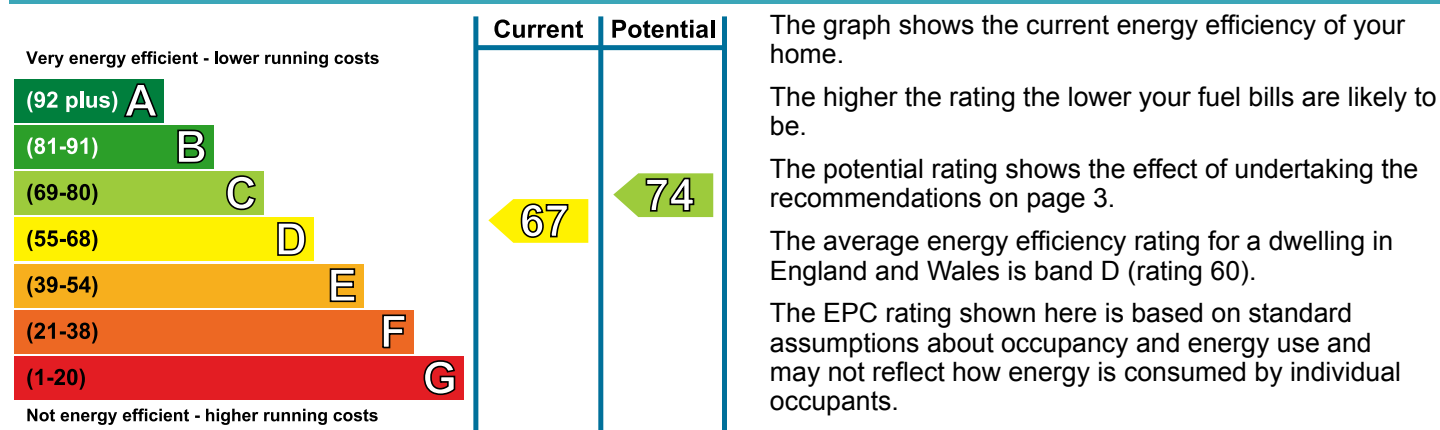 Current Potential
Very energy efficient - lower running costs
(92 plus) A
(81-91) B
(69-80) C
(55-68) D
(39-54) E
(21-38) F
(1-20) G
Not energy efficient - higher running costs
67
74
The graph shows the current energy efficiency of your
home.
The higher the rating the lower your fuel bills are likely to
be.
The potential rating shows the effect of undertaking the
recommendations on page 3.
The average energy efficiency rating for a dwelling in
England and Wales is band D (rating 60).
The EPC rating shown here is based on standard
assumptions about occupancy and energy use and
may not reflect how energy is consumed by individual
occupants.